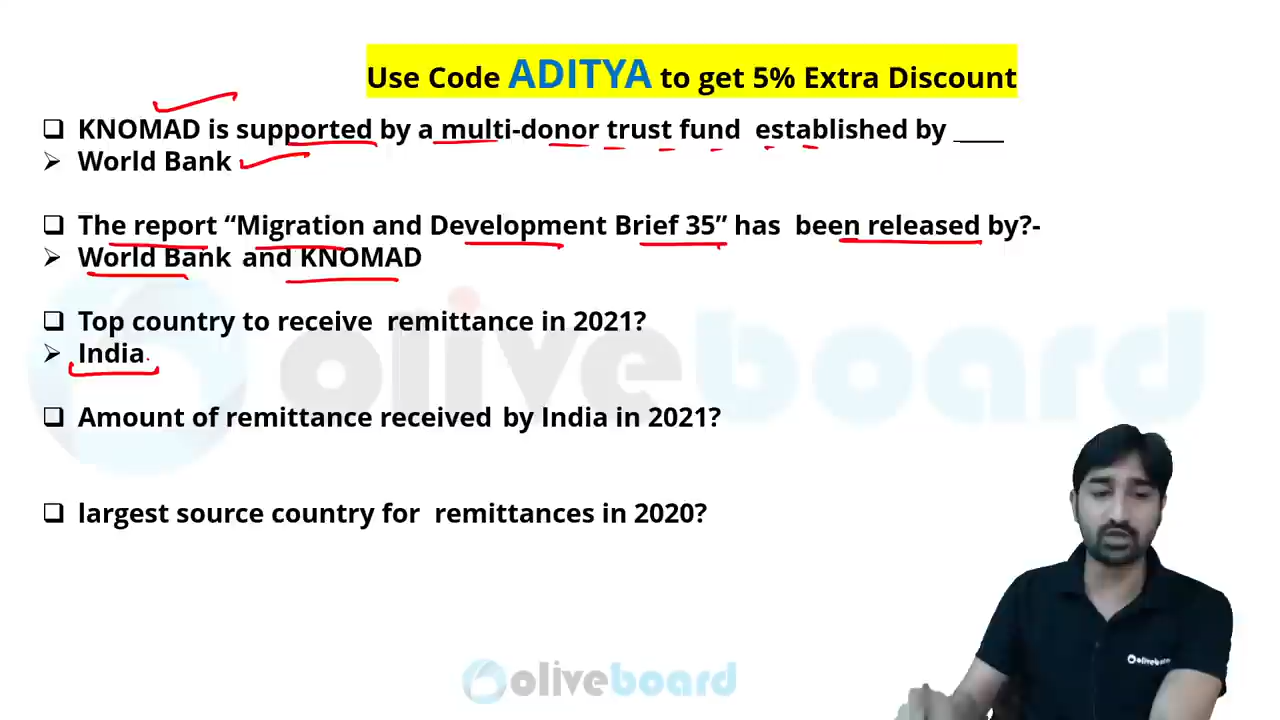 Use Code ADITYA to get 5% Extra Discount
❑ KNOMAD is supported by a multi-donor trust fund established by ____
➢ World Bank
❑ The report “Migration and Development Brief 35” has been released by?-
➢ World Bank and KNOMAD
❑ Top country to receive remittance in 2021?
➢ India
❑ Amount of remittance received by India in 2021?
❑ largest source country for remittances in 2020?
oliveboard
oliveboard
oliveboard